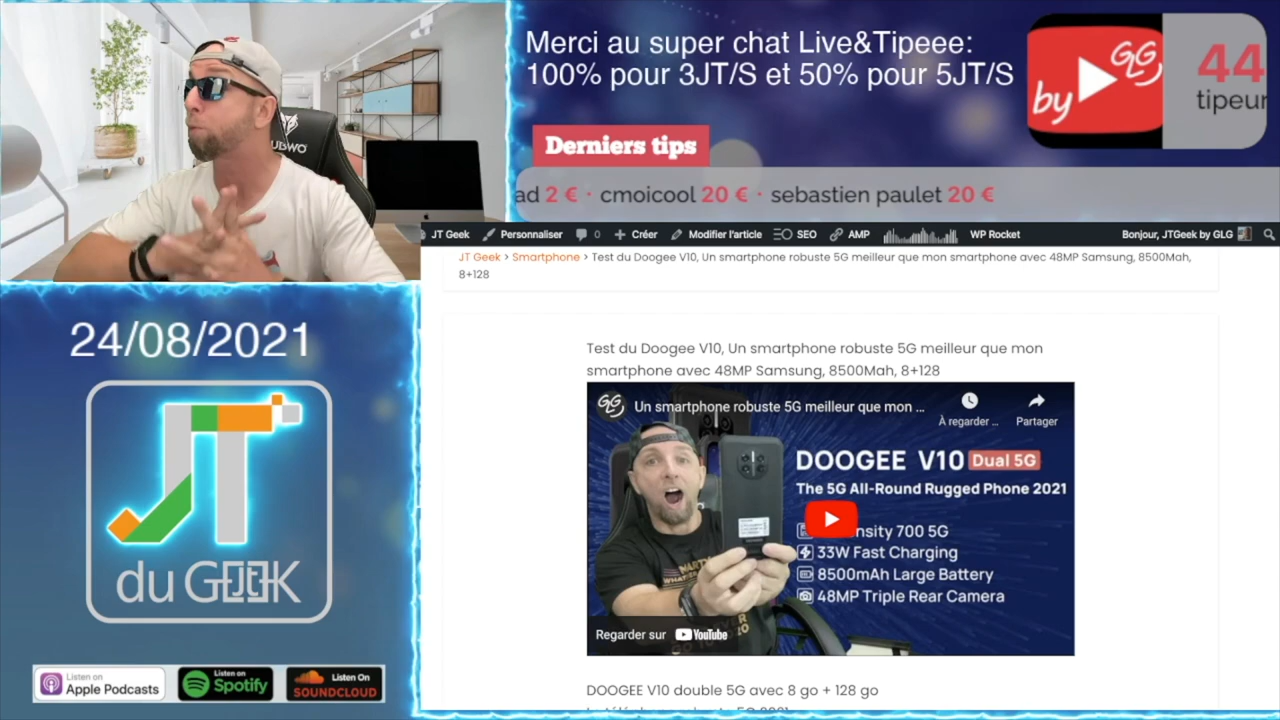 Merci au super chat Live&Tipeee:
100% pour 3JT/S et 50% pour 5JT/S
by GLG
44
tipeur
Derniers tips
ad 2 € · cmoicool 20 € · sebastien paulet 20 €
JT Geek Personnaliser 0 Créer Modifier l'article SEO AMP WP Rocket Bonjour, JTGeek by GLG
JT Geek > Smartphone > Test du Doogee V10, Un smartphone robuste 5G meilleur que mon smartphone avec 48MP Samsung, 8500Mah,
8+128
24/08/2021
JT
du GEEK
Listen on
Apple Podcasts
Listen on
Spotify
Listen On
SOUNDCLOUD
Test du Doogee V10, Un smartphone robuste 5G meilleur que mon
smartphone avec 48MP Samsung, 8500Mah, 8+128
GLG Un smartphone robuste 5G meilleur que mon ...
À regarder ... Partager
DOOGEE V10 Dual 5G
The 5G All-Round Rugged Phone 2021
nsity 700 5G
33W Fast Charging
8500mAh Large Battery
48MP Triple Rear Camera
Regarder sur YouTube
DOOGEE V10 double 5G avec 8 go + 128 go